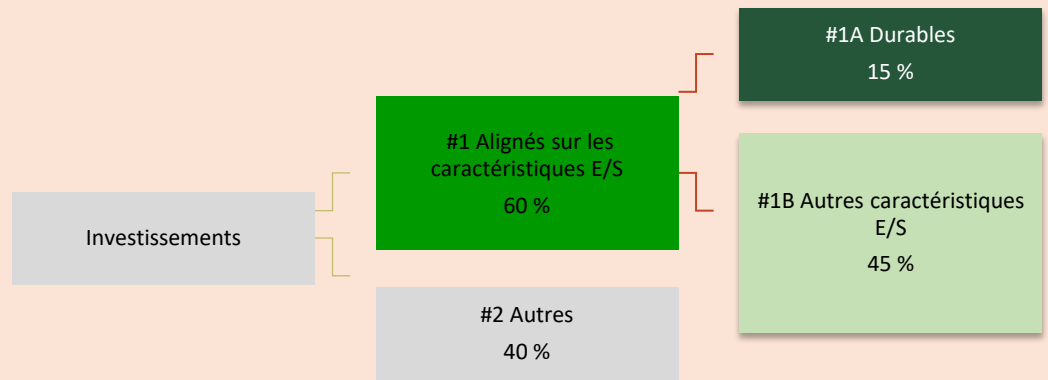 Investissements
#1 Alignés sur les
caractéristiques E/S
60 %
#2 Autres
40 %
#1A Durables
15 %
#1B Autres caractéristiques
E/S
45 %